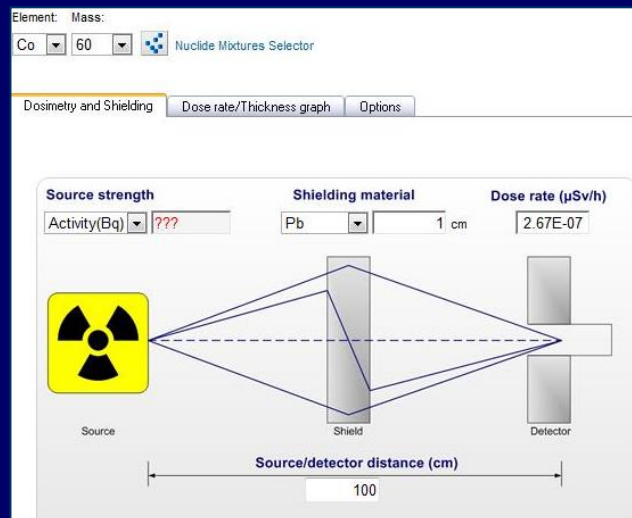 Element: Mass:
Co 60 Nuclide Mixtures Selector
Dosimetry and Shielding Dose rate/Thickness graph Options
Source strength Shielding material Dose rate (µSv/h)
Activity(Bq) ??? Pb 1 cm 2.67E-07
Source Shield Detector
Source/detector distance (cm)
100